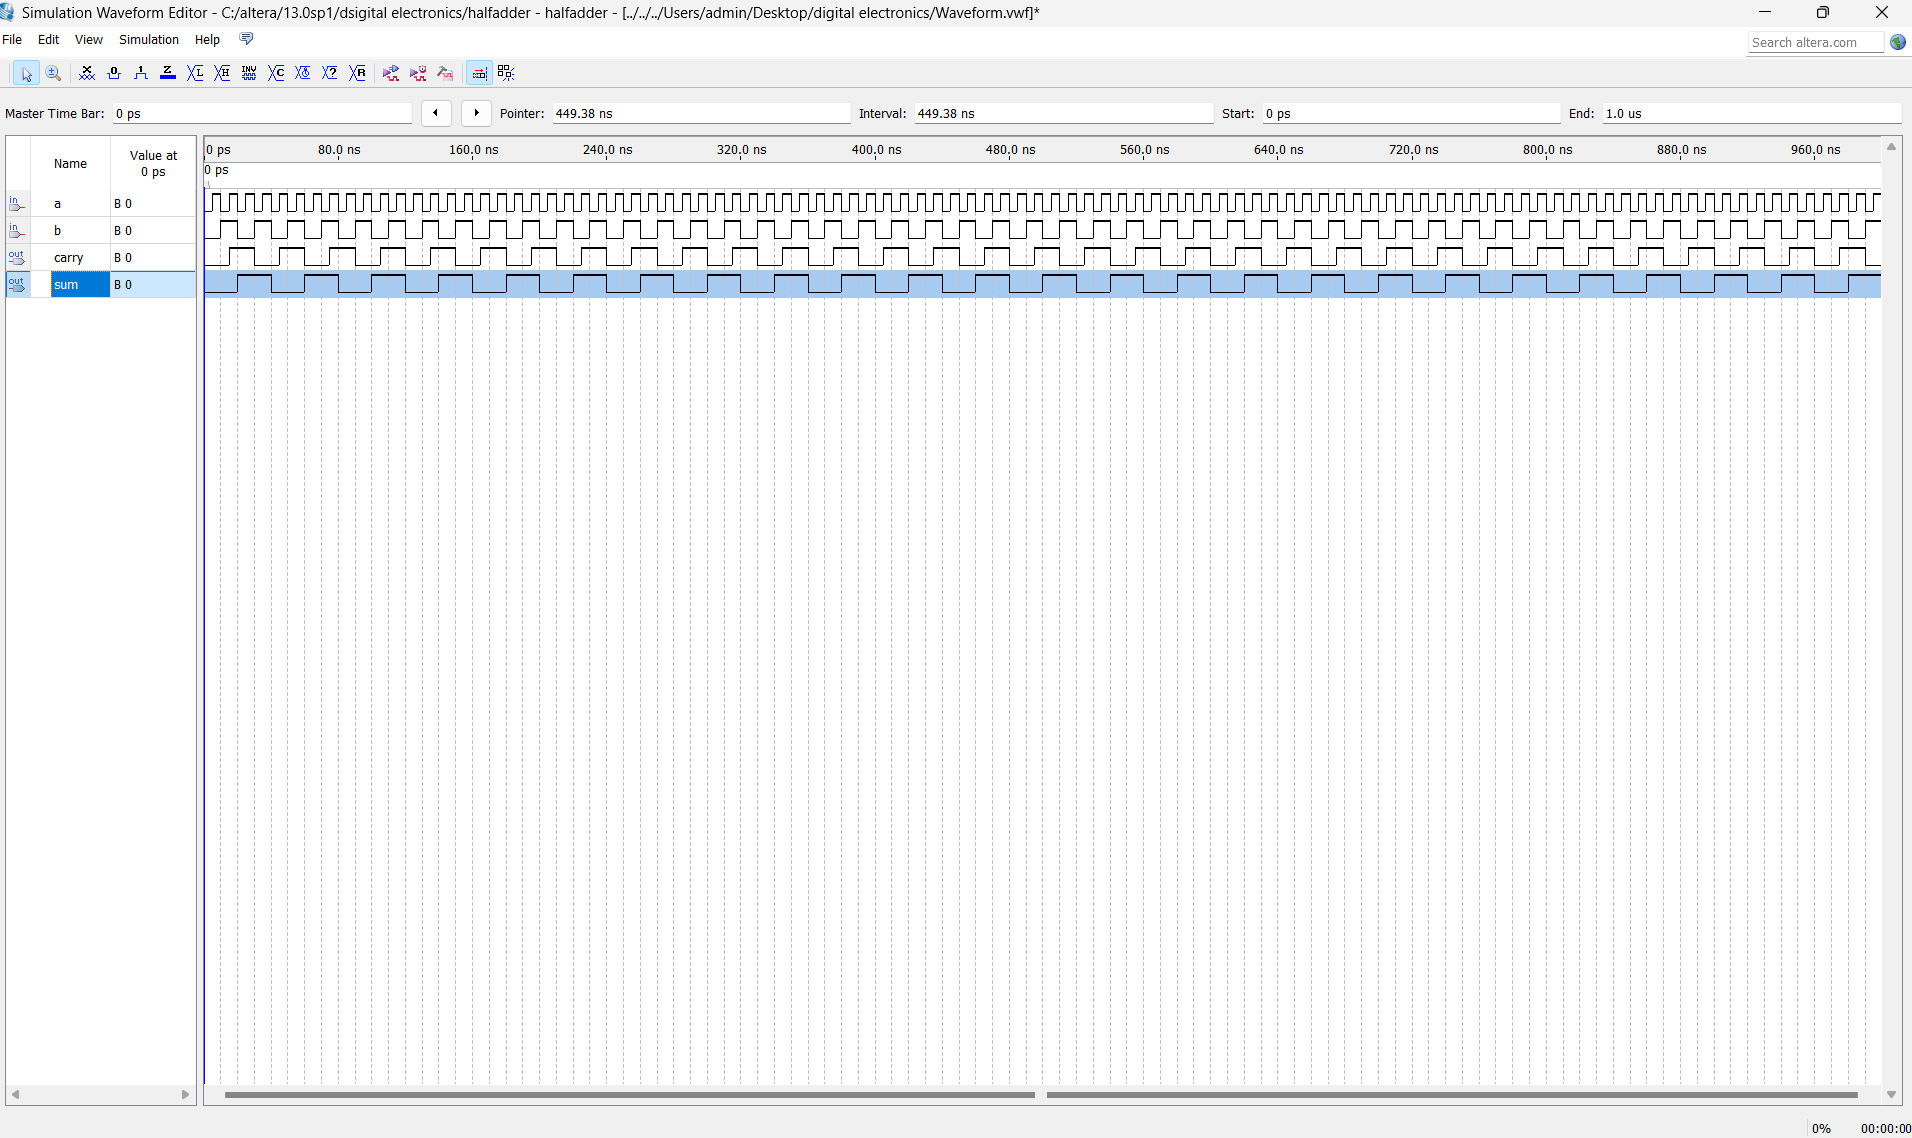 Simulation Waveform Editor - C:/altera/13.0sp1/dsigital electronics/halfadder - halfadder - [../../../Users/admin/Desktop/digital electronics/Waveform.vwf]*
File Edit View Simulation Help
Search altera.com
0 1 Z L H INV C ? R
Master Time Bar: 0 ps Pointer: 449.38 ns Interval: 449.38 ns Start: 0 ps End: 1.0 us
Name Value at 0 ps
0 ps 80.0 ns 160.0 ns 240.0 ns 320.0 ns 400.0 ns 480.0 ns 560.0 ns 640.0 ns 720.0 ns 800.0 ns 880.0 ns 960.0 ns
0 ps
in a B 0
in b B 0
out carry B 0
out sum B 0
0% 00:00:00